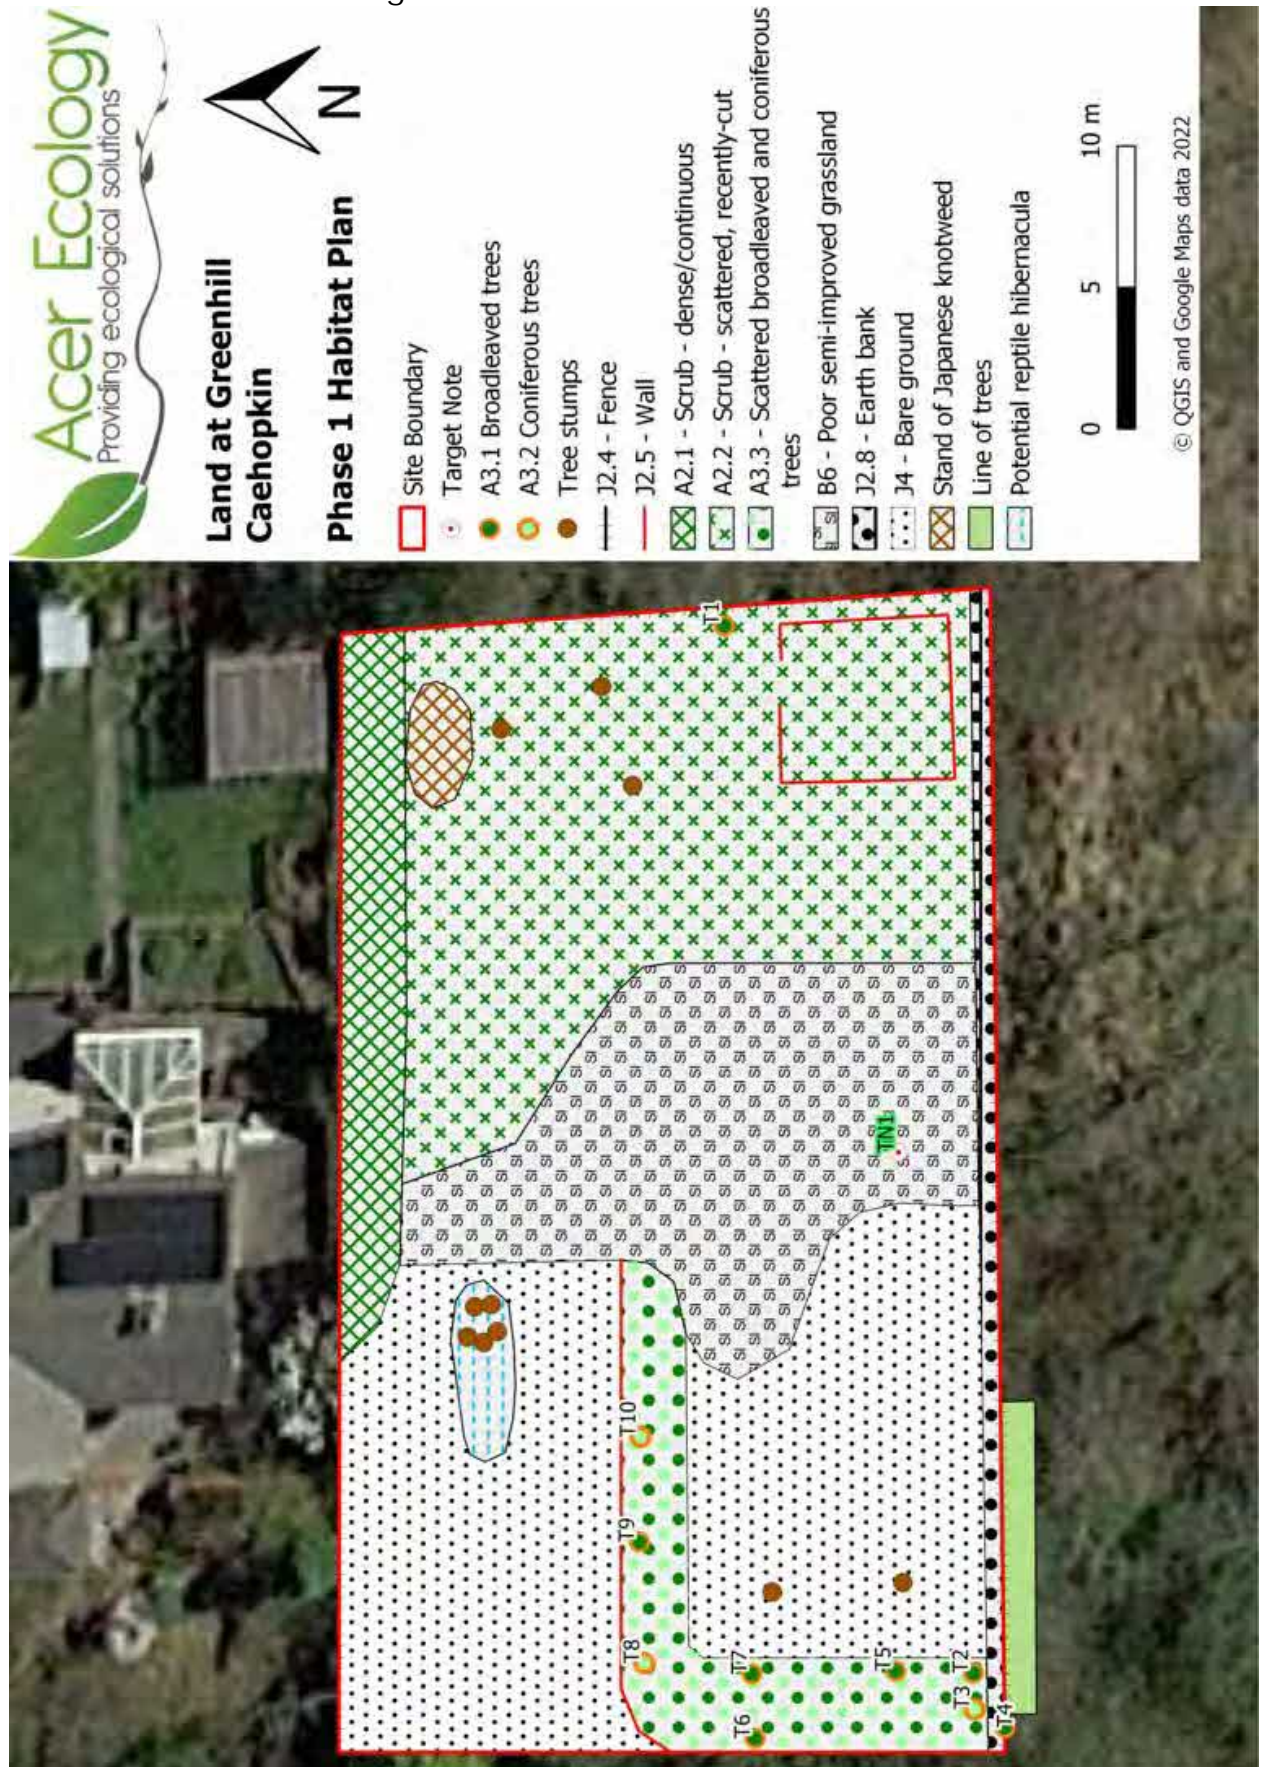 Acer Ecology
Providing ecological solutions
Land at Greenhill
Caehopkin
N
Phase 1 Habitat Plan
Site Boundary
Target Note
A3.1 Broadleaved trees
A3.2 Coniferous trees
Tree stumps
J2.4 - Fence
J2.5 - Wall
A2.1 - Scrub - dense/continuous
A2.2 - Scrub - scattered, recently-cut
A3.3 - Scattered broadleaved and coniferous
trees
SI SI B6 - Poor semi-improved grassland
J2.8 - Earth bank
J4 - Bare ground
Stand of Japanese knotweed
Line of trees
Potential reptile hibernacula
0 5 10 m
© QGIS and Google Maps data 2022
T1
TN1
T10
T9
T8
T7
T6
T5
T2
T3
T4